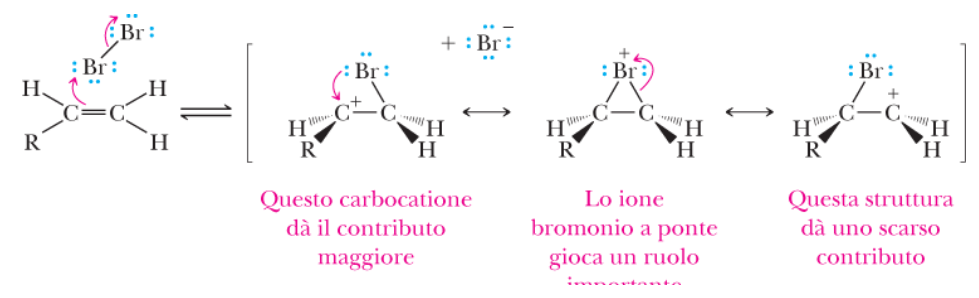 Br
Br
+ Br –
H H
C=C
R H
Br
C + C
H H
R H
+
Br
C C
H H
R H
Br
C C +
H H
R H
Questo carbocatione
dà il contributo
maggiore
Lo ione
bromonio a ponte
gioca un ruolo
importante
Questa struttura
dà uno scarso
contributo